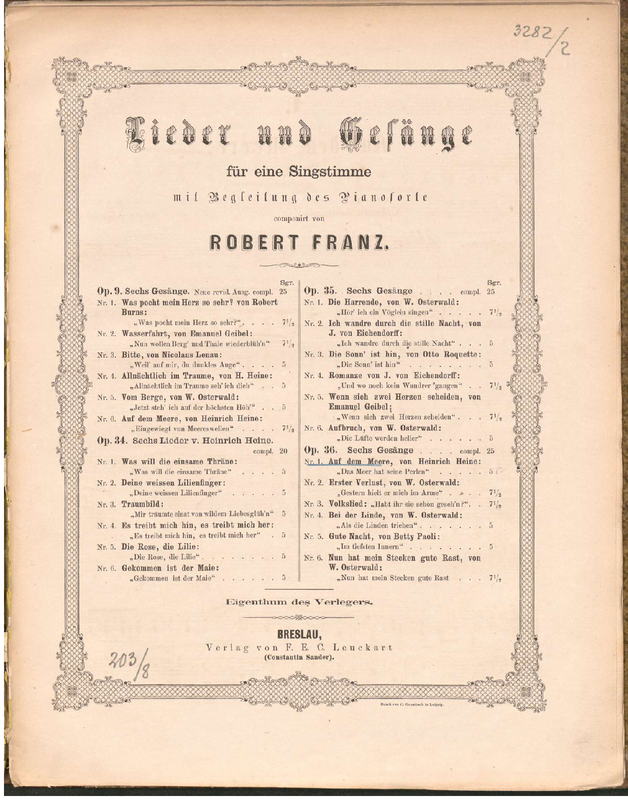 3282/2
Lieder und Gesänge
für eine Singstimme
mit Begleitung des Pianoforte
componirt von
ROBERT FRANZ.
Sgr.
Op. 9. Sechs Gesänge. Neue revid. Ausg. compl. 25
Nr. 1. Was pocht mein Herz so sehr? von Robert
Burns:
„Was pocht mein Herz so sehr?“ . . . . 7½
Nr. 2. Wasserfahrt, von Emanuel Geibel:
„Nun wollen Berg' und Thale wiederblüh'n“ 7½
Nr. 3. Bitte, von Nicolaus Lenau:
„Weil' auf mir, du dunkles Auge“ . . . . 5
Nr. 4. Allnächtlich im Traume, von H. Heine:
„Allnächtlich im Traume seh' ich dich“ . . 5
Nr. 5. Vom Berge, von W. Osterwald:
„Jetzt steh' ich auf der höchsten Höh'“ . . 5
Nr. 6. Auf dem Meere, von Heinrich Heine:
„Eingewiegt von Meereswellen“ . . . . . 7½
Op. 34. Sechs Lieder v. Heinrich Heine.
compl. 20
Nr. 1. Was will die einsame Thräne:
„Was will die einsame Thräne“ . . . . . 5
Nr. 2. Deine weissen Lilienfinger:
„Deine weissen Lilienfinger“ . . . . . . 5
Nr. 3. Traumbild:
„Mir träumte einst von wildem Liebesglüh'n“ 5
Nr. 4. Es treibt mich hin, es treibt mich her:
„Es treibt mich hin, es treibt mich her“ . 5
Nr. 5. Die Rose, die Lilie:
„Die Rose, die Lilie“ . . . . . . . . 5
Nr. 6. Gekommen ist der Maie:
„Gekommen ist der Maie“ . . . . . . . 5
Sgr.
Op. 35. Sechs Gesänge . . . . compl. 25
Nr. 1. Die Harrende, von W. Osterwald:
„Hör' ich ein Vöglein singen“ . . . . . 7½
Nr. 2. Ich wandre durch die stille Nacht, von
J. von Eichendorff:
„Ich wandre durch die stille Nacht“ . . . 5
Nr. 3. Die Sonn' ist hin, von Otto Roquette:
„Die Sonn' ist hin“ . . . . . . . . 5
Nr. 4. Romanze von J. von Eichendorff:
„Und wo noch kein Wandrer 'gangen“ . . . 7½
Nr. 5. Wenn sich zwei Herzen scheiden, von
Emanuel Geibel;
„Wenn sich zwei Herzen scheiden“ . . . . 7½
Nr. 6. Aufbruch, von W. Osterwald:
„Die Lüfte werden heller“ . . . . . . 5
Op. 36. Sechs Gesänge . . . . compl. 25
Nr. 1. Auf dem Meere, von Heinrich Heine:
„Das Meer hat seine Perlen“ . . . . . 5
Nr. 2. Erster Verlust, von W. Osterwald:
„Gestern hielt er mich im Arme“ . . . . 7½
Nr. 3. Volkslied: „Habt ihr sie schon geseh'n?“ . 7½
Nr. 4. Bei der Linde, von W. Osterwald:
„Als die Linden trieben“ . . . . . . 5
Nr. 5. Gute Nacht, von Betty Paoli:
„Im tiefsten Innern“ . . . . . . . . 5
Nr. 6. Nun hat mein Stecken gute Rast, von
W. Osterwald:
„Nun hat mein Stecken gute Rast . . . 7½
Eigenthum des Verlegers.
BRESLAU,
Verlag von F. E. C. Leuckart
(Constantin Sander).
203/8
Druck von C. Grumbach in Leipzig.